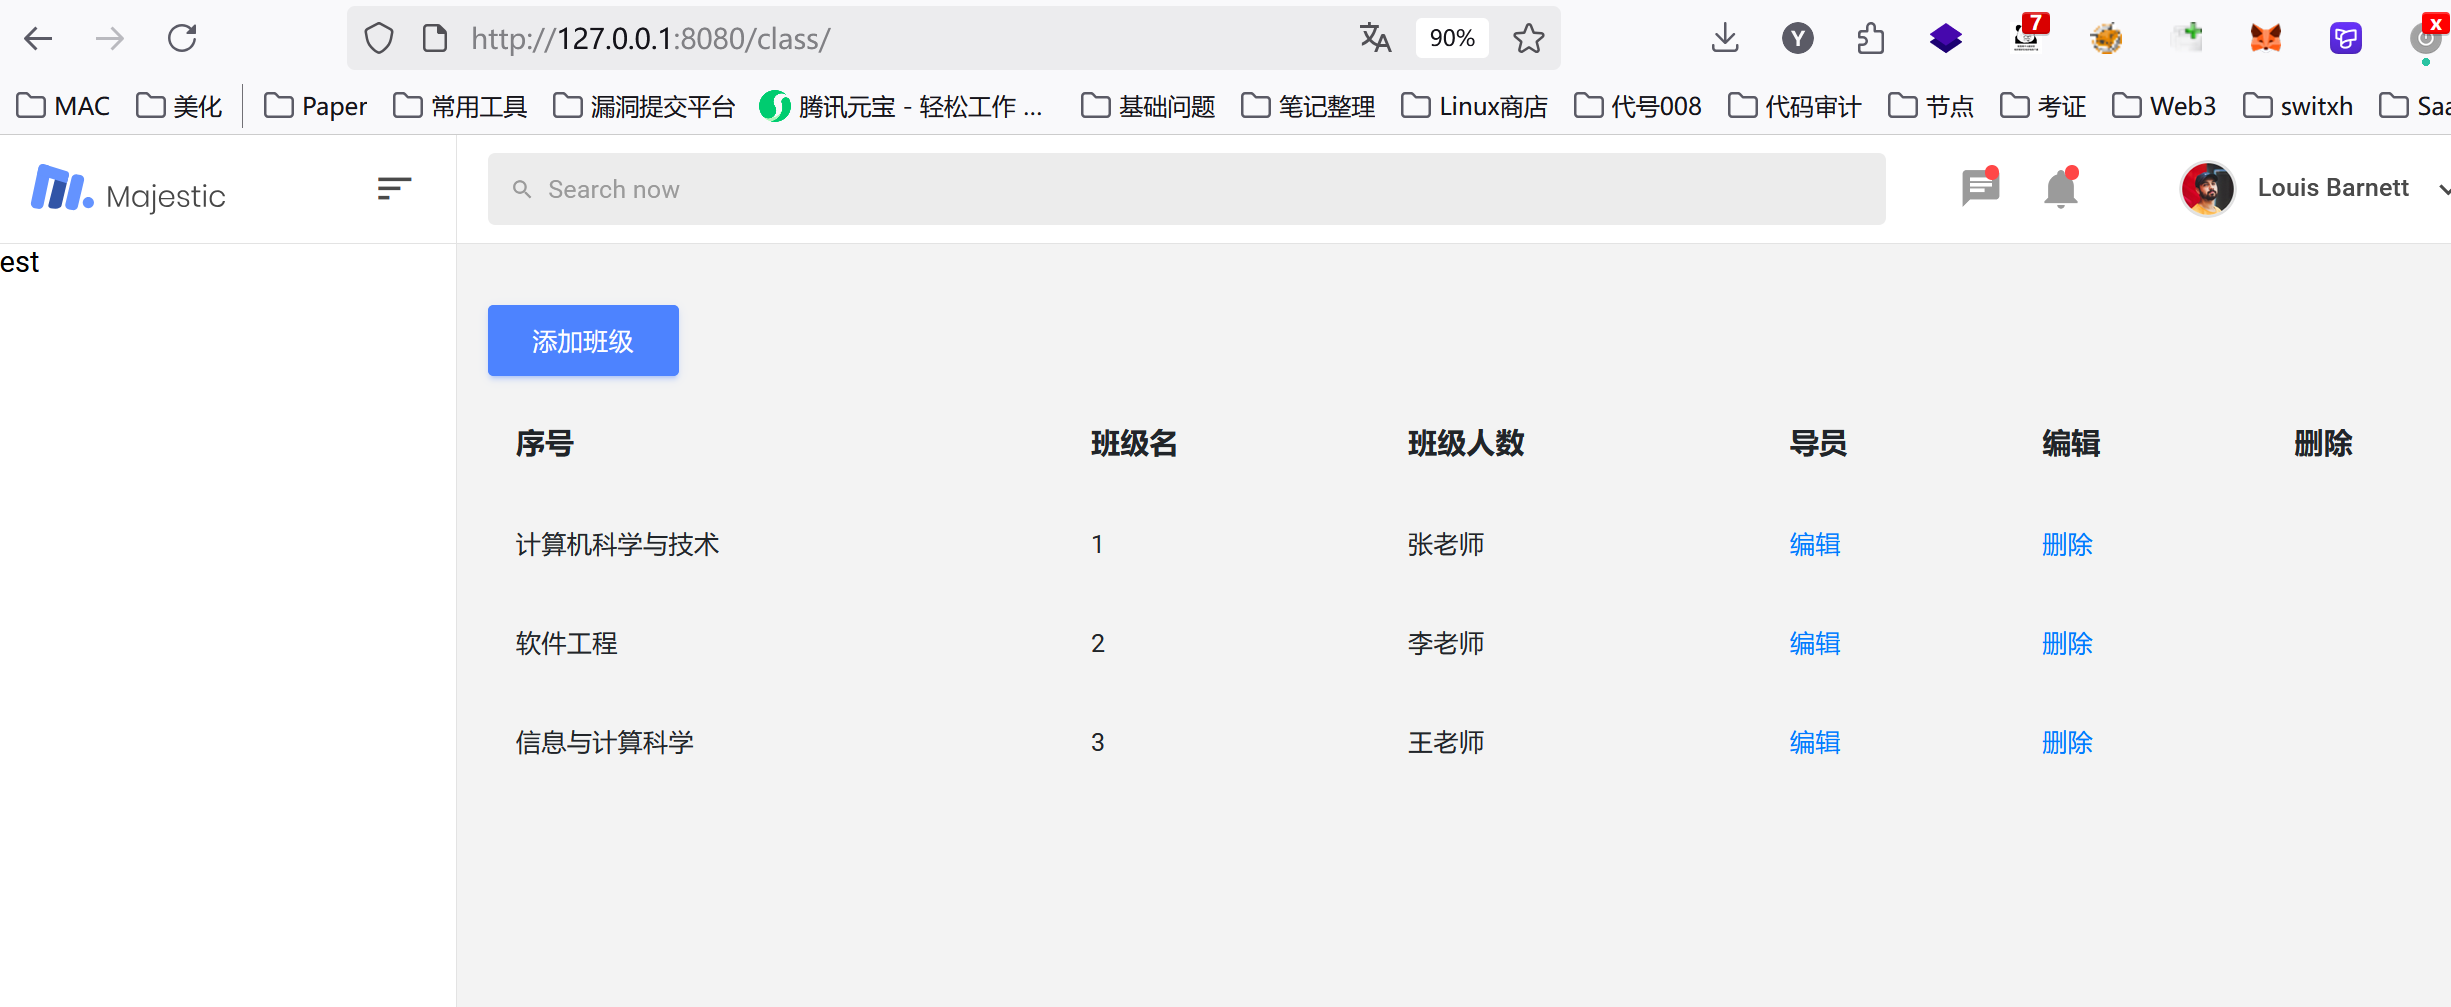 http://127.0.0.1:8080/class/ 90% Y 7 x
MAC 美化 Paper 常用工具 漏洞提交平台 腾讯元宝 - 轻松工作 ... 基础问题 笔记整理 Linux商店 代号008 代码审计 节点 考证 Web3 switxh Saa
Majestic Search now Louis Barnett
est
添加班级
序号 班级名 班级人数 导员 编辑 删除
计算机科学与技术 1 张老师 编辑 删除
软件工程 2 李老师 编辑 删除
信息与计算科学 3 王老师 编辑 删除